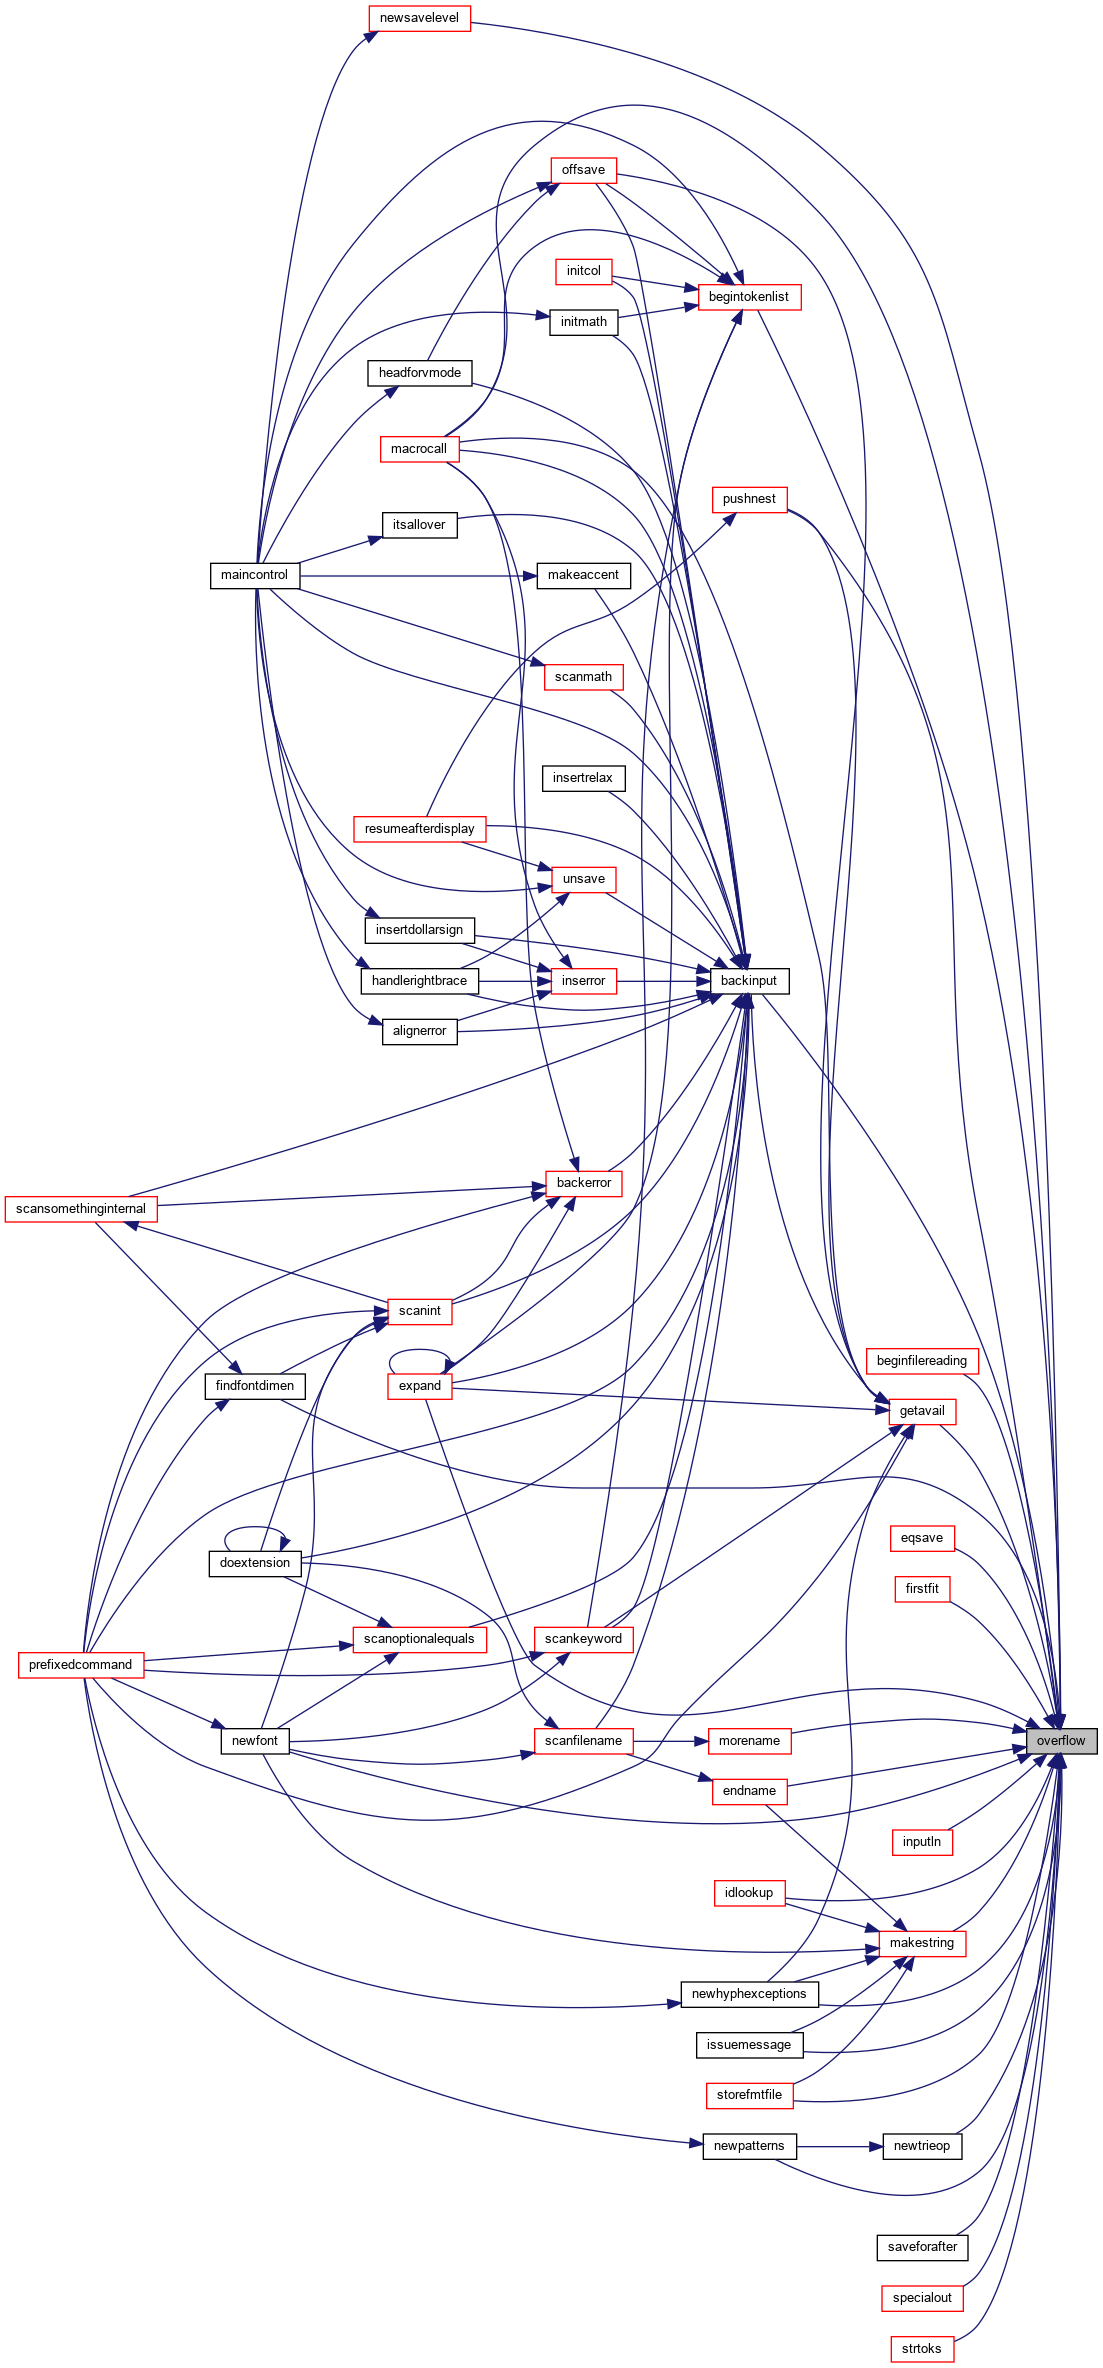 newsavelevel
offsave
initcol
begintokenlist
initmath
headforvmode
macrocall
pushnest
itsallover
maincontrol
makeaccent
scanmath
insertrelax
resumeafterdisplay
unsave
insertdollarsign
handlerightbrace
inserror
backinput
alignerror
backerror
scansomethinginternal
scanint
beginfilereading
findfontdimen
expand
getavail
eqsave
doextension
firstfit
scanoptionalequals
scankeyword
prefixedcommand
newfont
scanfilename
morename
overflow
endname
inputln
idlookup
makestring
newhyphexceptions
issuemessage
storefmtfile
newpatterns
newtrieop
saveforafter
specialout
strtoks